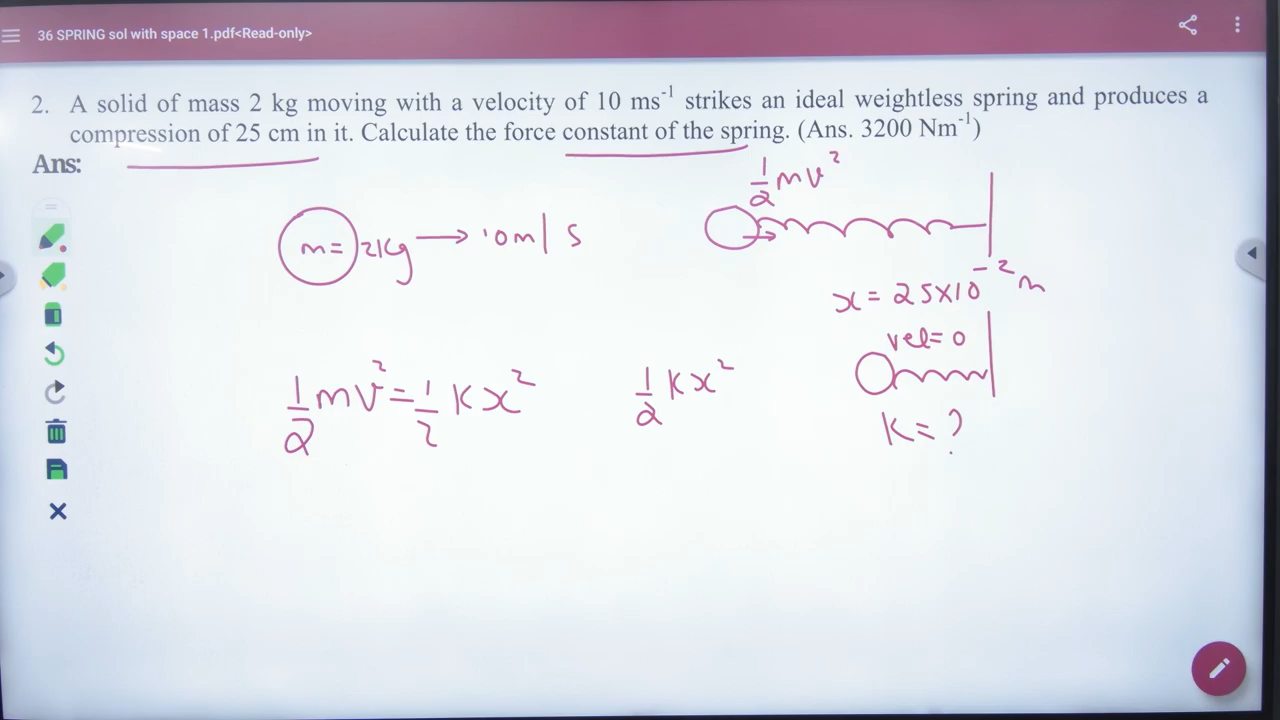 36 SPRING sol with space 1.pdf<Read-only>
2. A solid of mass 2 kg moving with a velocity of 10 ms⁻¹ strikes an ideal weightless spring and produces a
compression of 25 cm in it. Calculate the force constant of the spring. (Ans. 3200 Nm⁻¹)
Ans:
1/2 mv²
m = 2kg → 10m/s
x = 25×10⁻² m
vel = 0
1/2 mv² = 1/2 Kx²
1/2 Kx²
K = ?